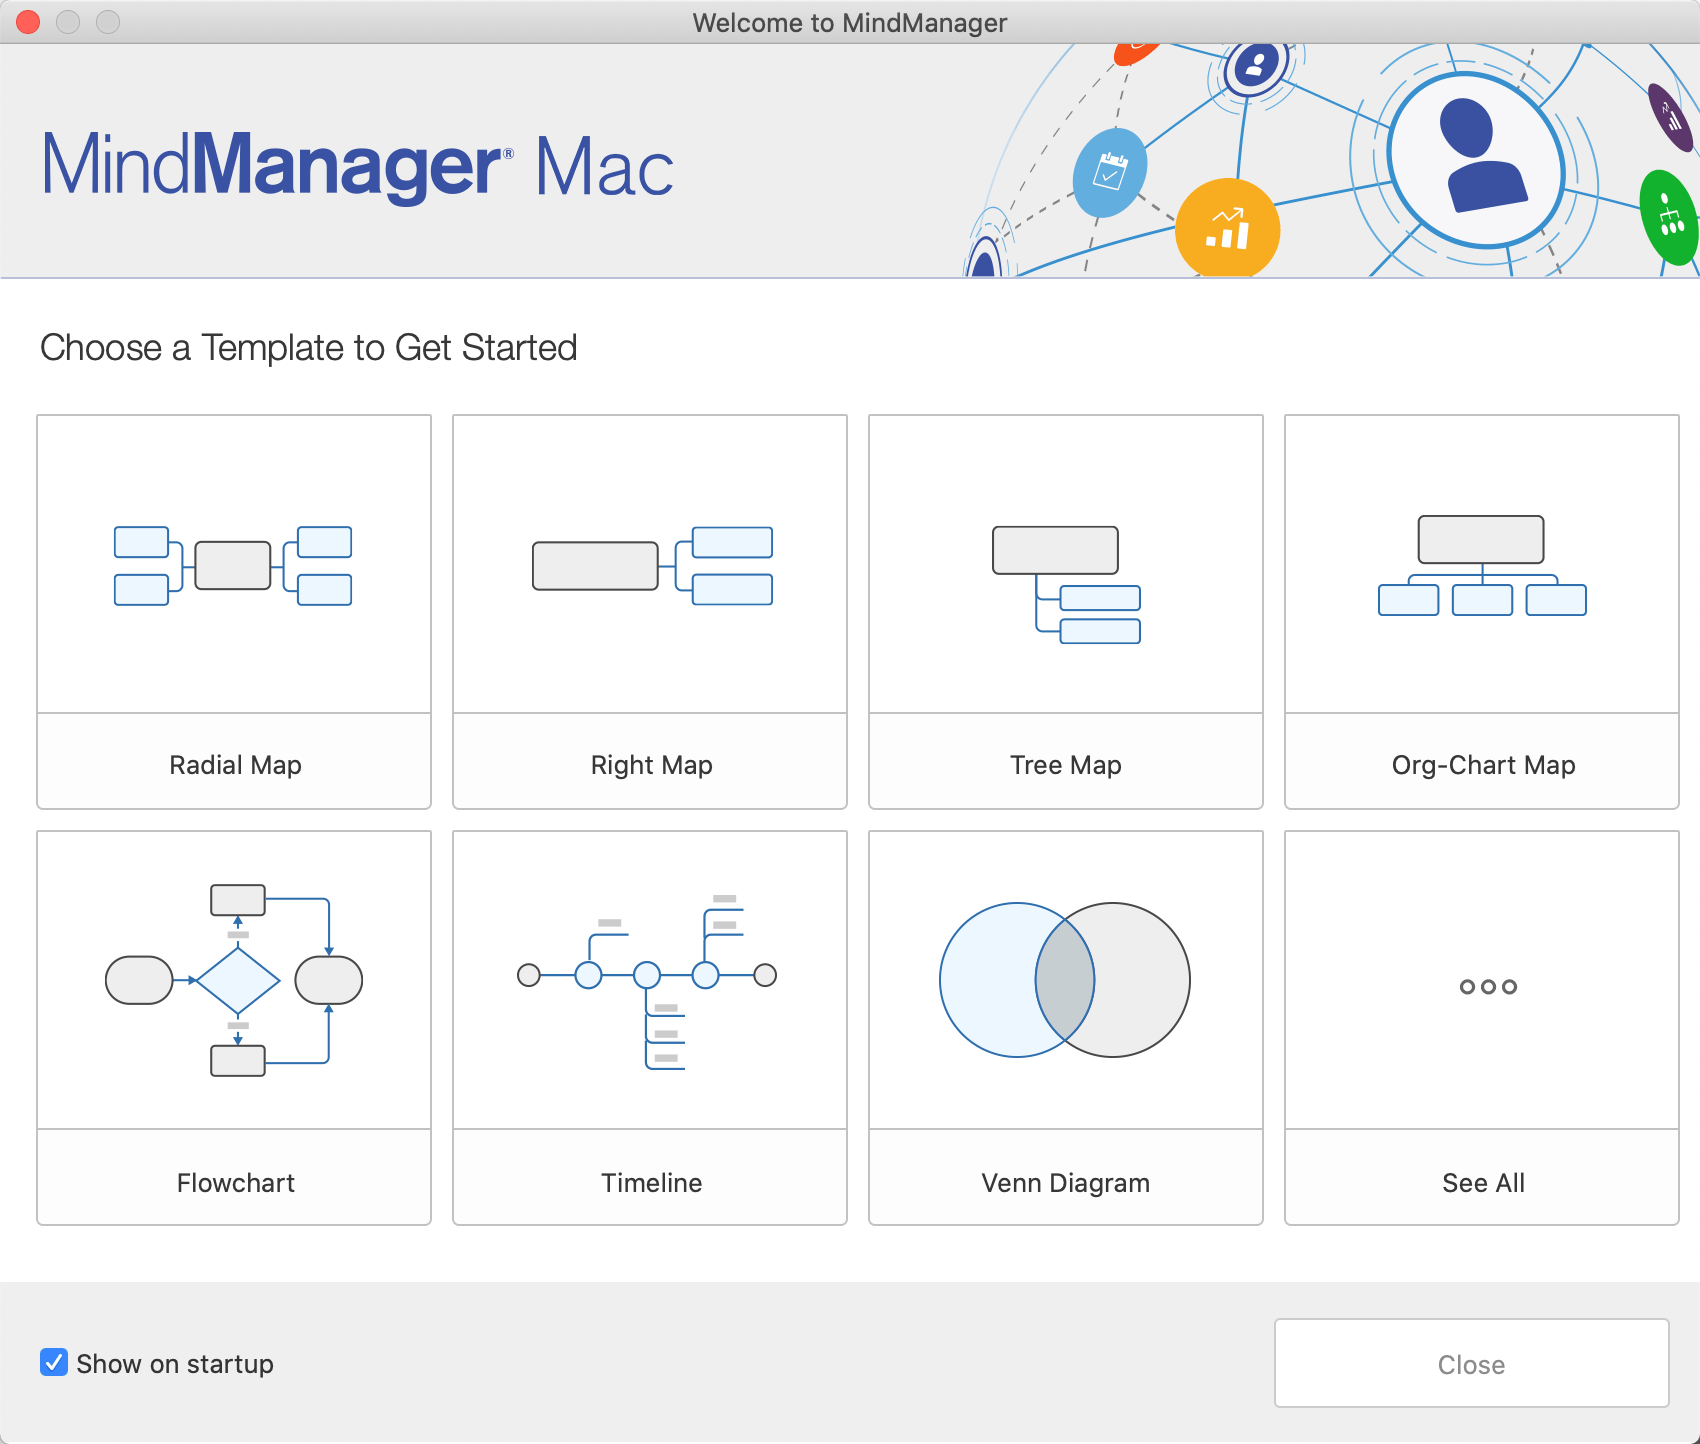 Welcome to MindManager
MindManager® Mac
Choose a Template to Get Started
Radial Map
Right Map
Tree Map
Org-Chart Map
Flowchart
Timeline
Venn Diagram
See All
Show on startup
Close